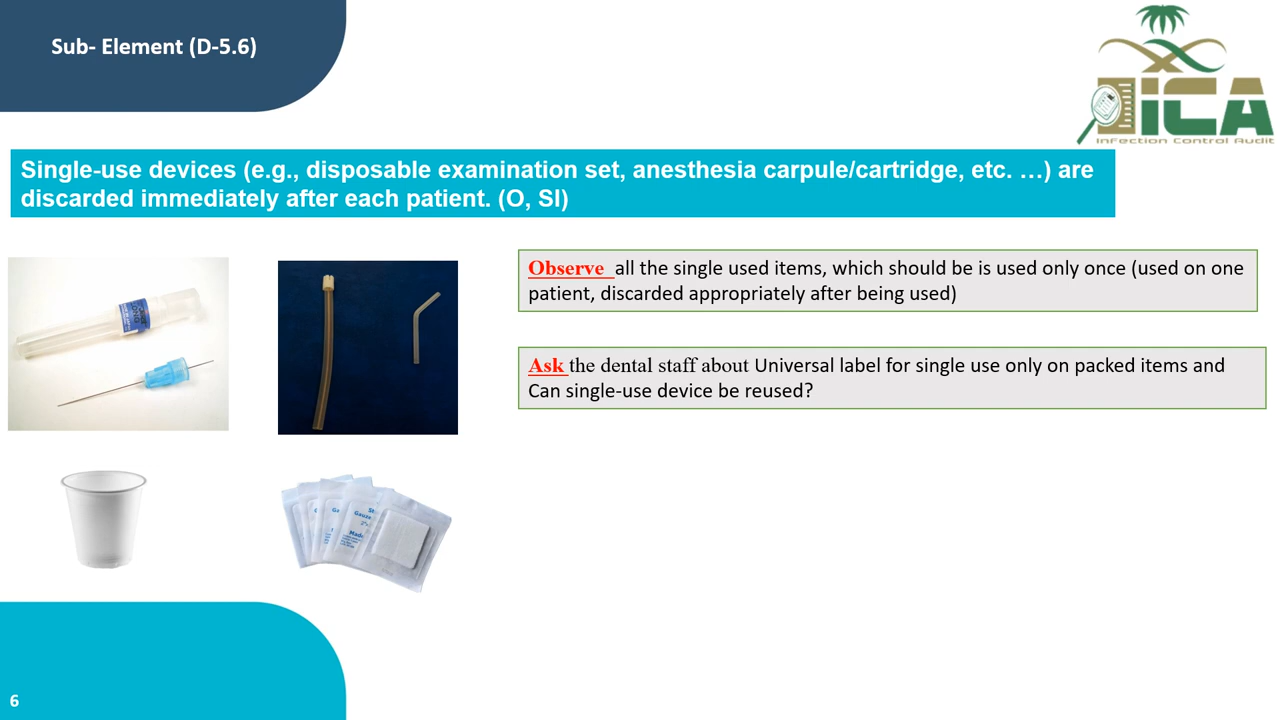 Sub- Element (D-5.6)
iCA
Infection Control Audit
Single-use devices (e.g., disposable examination set, anesthesia carpule/cartridge, etc. …) are
discarded immediately after each patient. (O, SI)
Observe all the single used items, which should be is used only once (used on one
patient, discarded appropriately after being used)
Ask the dental staff about Universal label for single use only on packed items and
Can single-use device be reused?
6